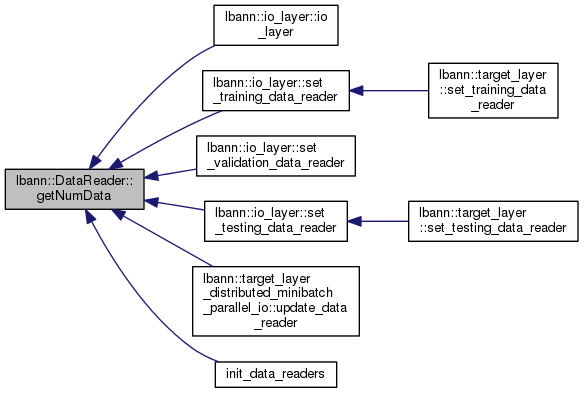 lbann::io_layer::io
_layer
lbann::io_layer::set
_training_data_reader
lbann::target_layer
::set_training_data
_reader
lbann::io_layer::set
_validation_data_reader
lbann::DataReader::
getNumData
lbann::io_layer::set
_testing_data_reader
lbann::target_layer
::set_testing_data_reader
lbann::target_layer
_distributed_minibatch
_parallel_io::update_data
_reader
init_data_readers